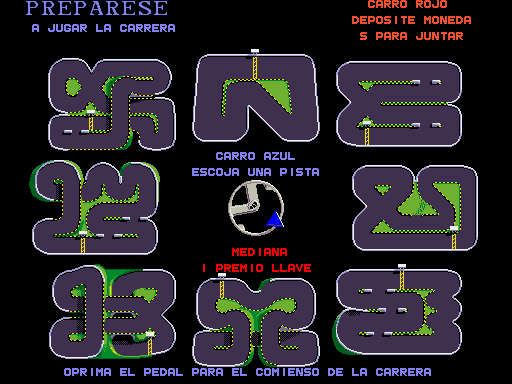 PREPARESE
A JUGAR LA CARRERA
CARRO ROJO
DEPOSITE MONEDA
S PARA JUNTAR
CARRO AZUL
ESCOJA UNA PISTA
MEDIANA
1 PREMIO LLAVE
OPRIMA EL PEDAL PARA EL COMIENSO DE LA CARRERA